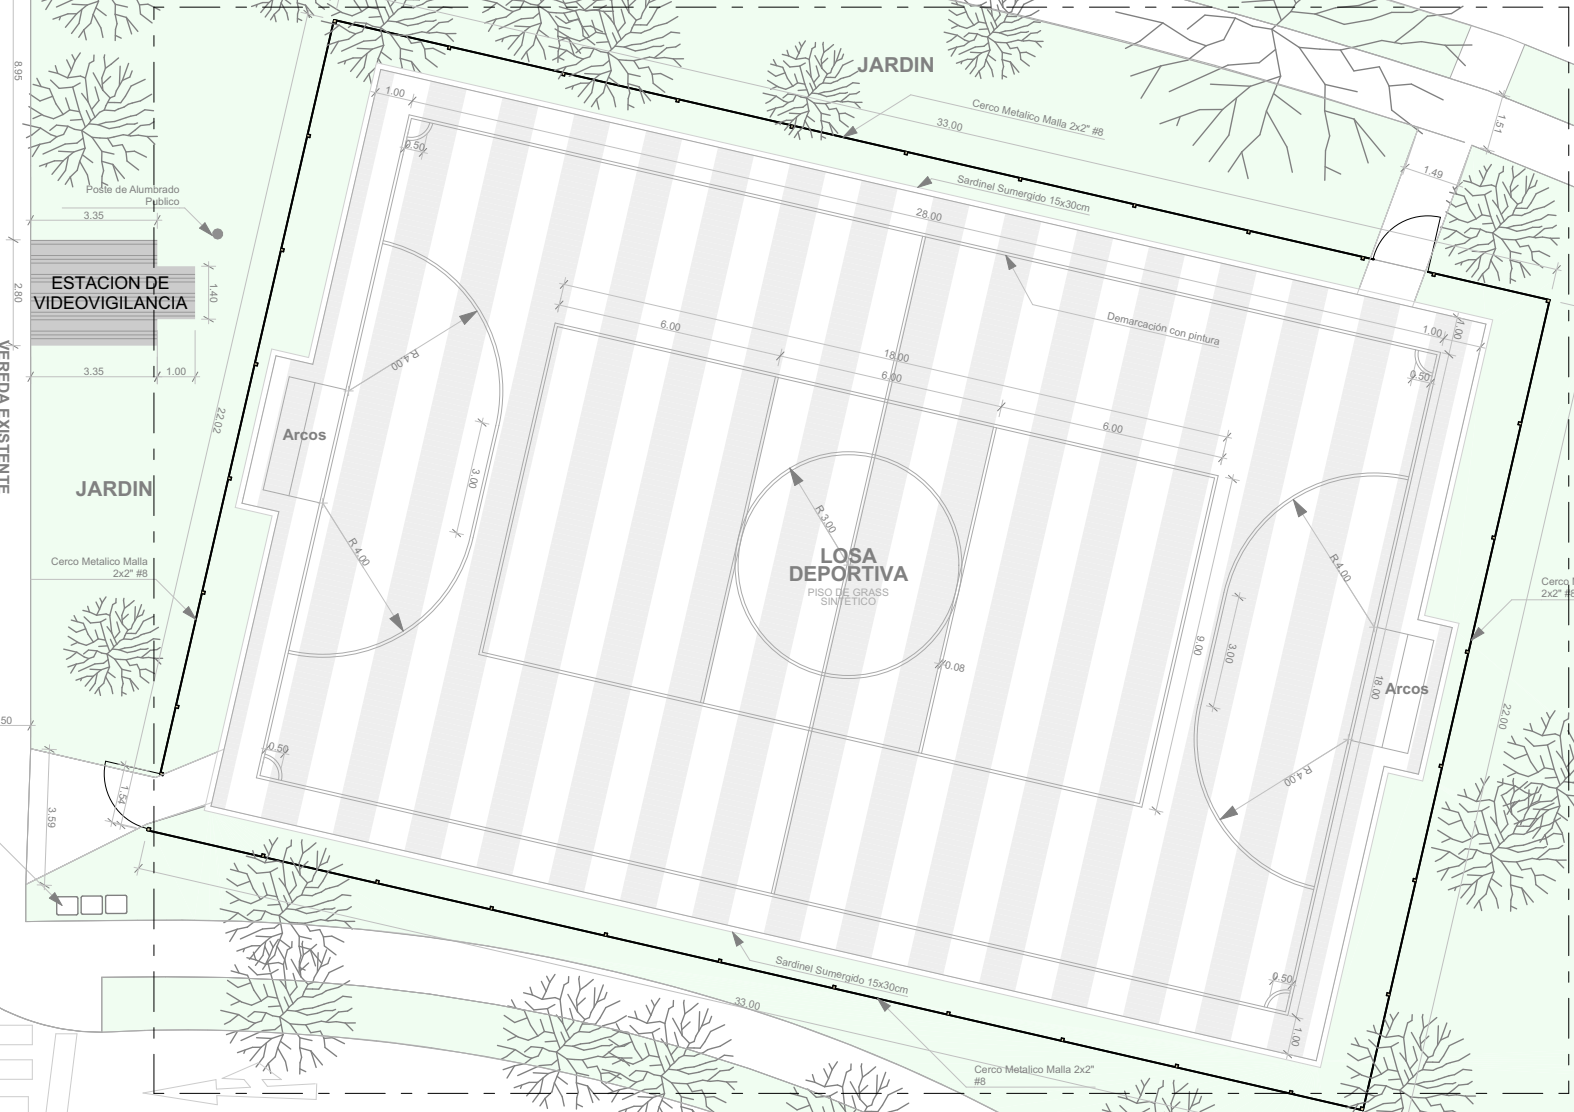 JARDIN
8.95
1.00
Cerco Metalico Malla 2x2" #8
33.00
1.51
0.50
1.49
Poste de Alumbrado
Publico
Sardinel Sumergido 15x30cm
3.35
28.00
ESTACION DE
VIDEOVIGILANCIA
2.80
1.40
Demarcación con pintura
6.00
1.00
1.00
R 4.00
18.00
3.35
1.00
6.00
0.50
22.02
6.00
VEREDA EXISTENTE
Arcos
3.00
JARDIN
R 3.00
R 4.00
LOSA
DEPORTIVA
PISO DE GRASS
SINTÉTICO
Cerco Metalico Malla
2x2" #8
R 4.00
Cerco
2x2" #8
9.00
3.00
0.08
18.00
Arcos
22.00
50
0.50
1.54
R 4.00
3.59
Sardinel Sumergido 15x30cm
0.50
33.00
1.00
Cerco Metalico Malla 2x2"
#8